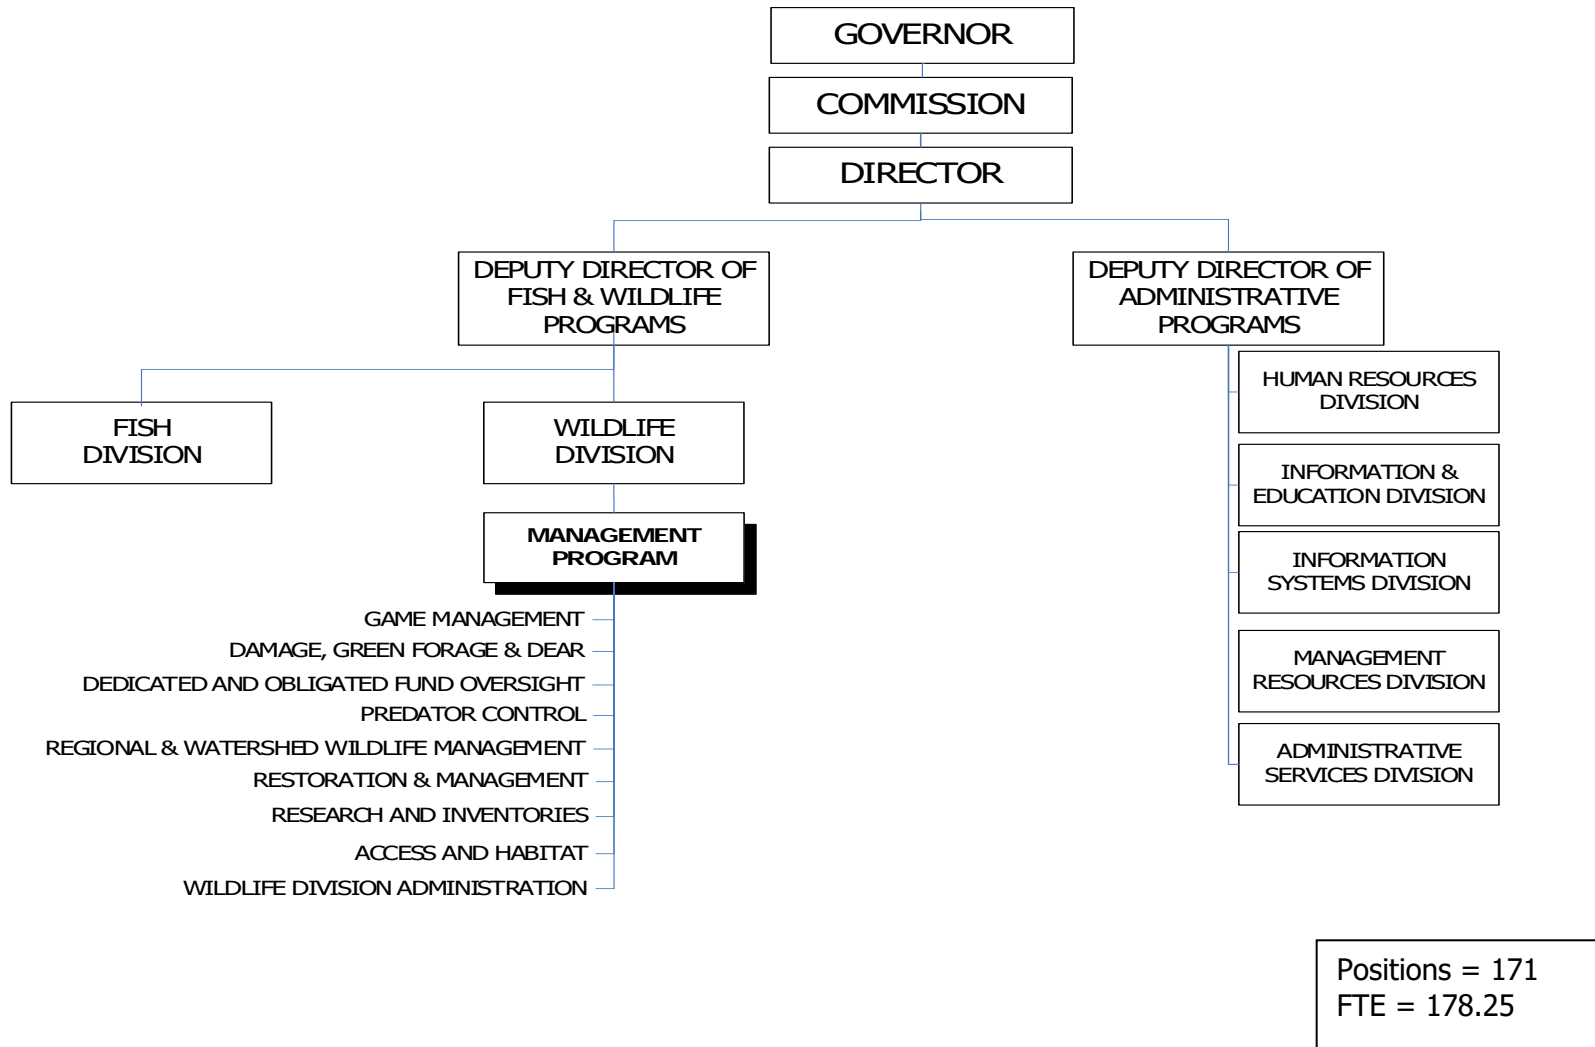 GOVERNOR
COMMISSION
DIRECTOR
DEPUTY DIRECTOR OF
FISH & WILDLIFE
PROGRAMS
DEPUTY DIRECTOR OF
ADMINISTRATIVE
PROGRAMS
FISH
DIVISION
WILDLIFE
DIVISION
MANAGEMENT
PROGRAM
GAME MANAGEMENT
DAMAGE, GREEN FORAGE & DEAR
DEDICATED AND OBLIGATED FUND OVERSIGHT
PREDATOR CONTROL
REGIONAL & WATERSHED WILDLIFE MANAGEMENT
RESTORATION & MANAGEMENT
RESEARCH AND INVENTORIES
ACCESS AND HABITAT
WILDLIFE DIVISION ADMINISTRATION
HUMAN RESOURCES
DIVISION
INFORMATION &
EDUCATION DIVISION
INFORMATION
SYSTEMS DIVISION
MANAGEMENT
RESOURCES DIVISION
ADMINISTRATIVE
SERVICES DIVISION
Positions = 171
FTE = 178.25